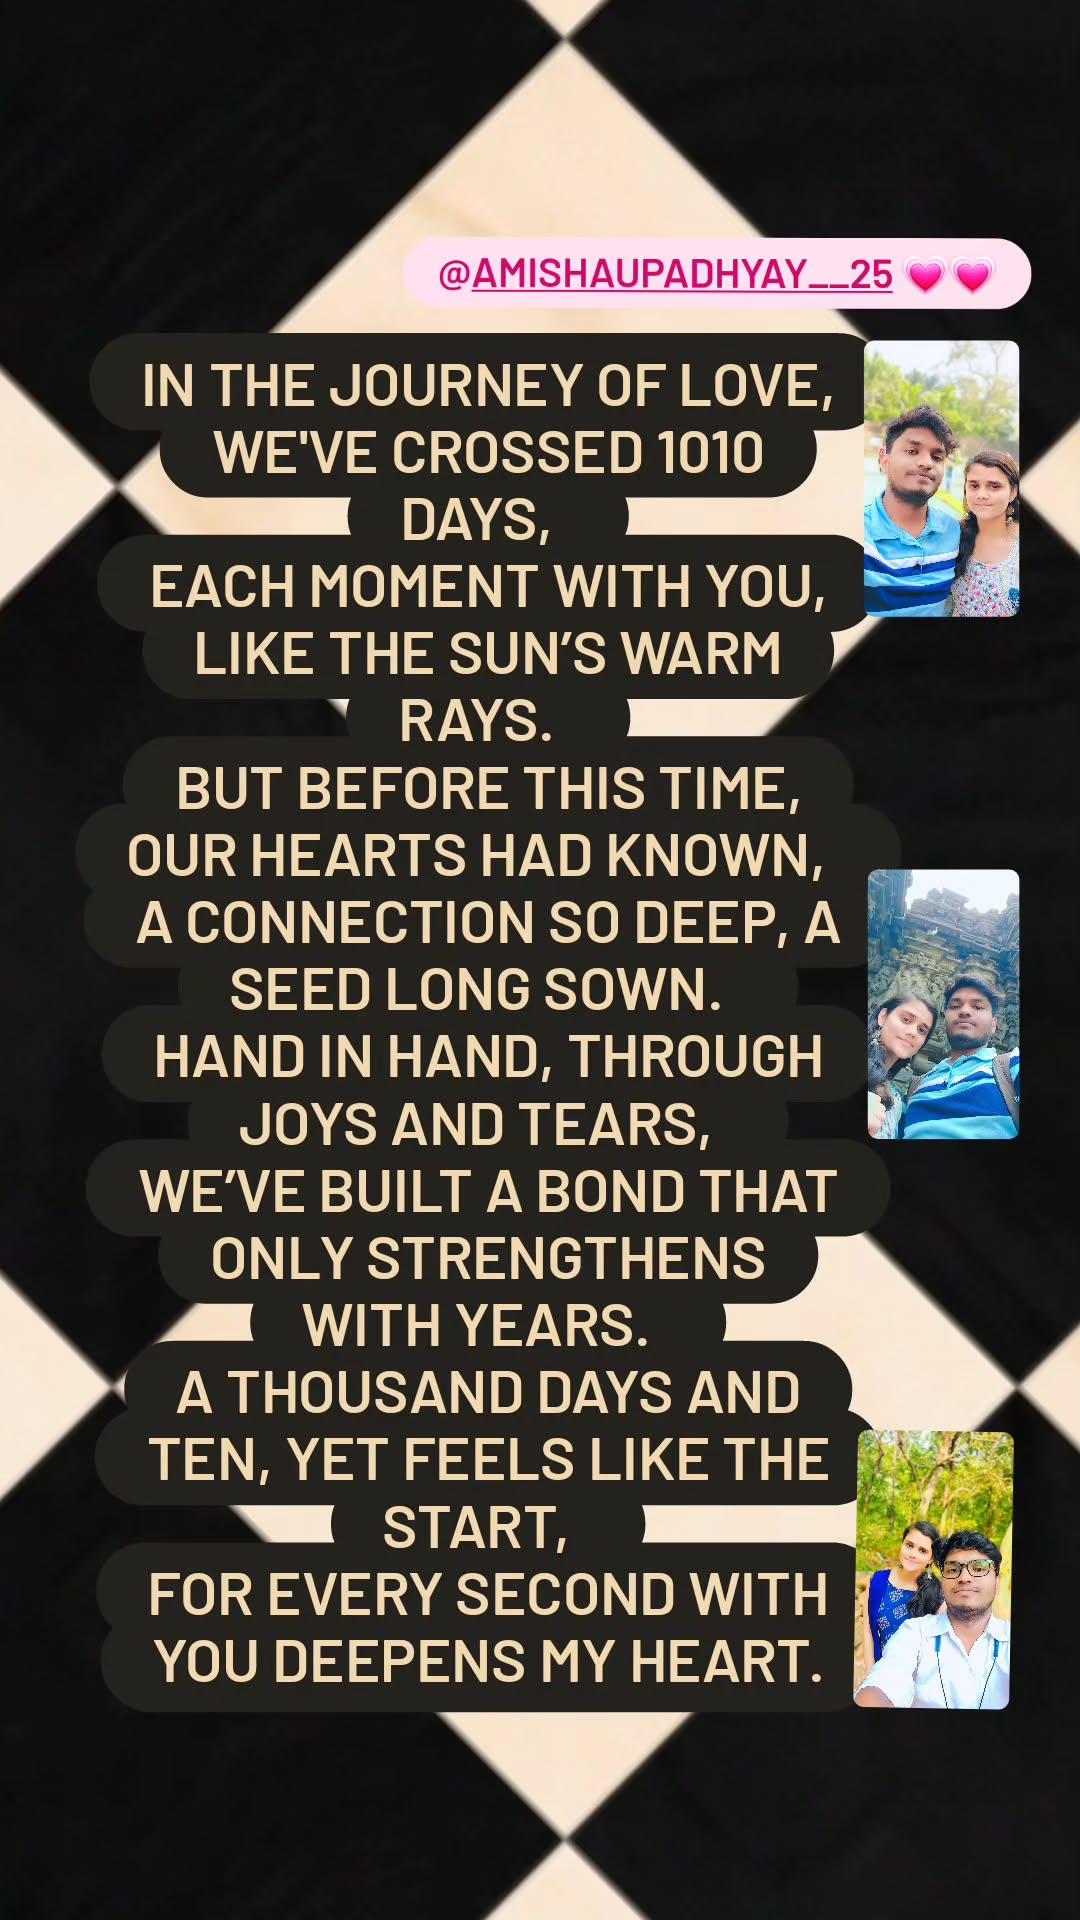 @AMISHAUPADHYAY__25 💗💗
IN THE JOURNEY OF LOVE,
WE'VE CROSSED 1010
DAYS,
EACH MOMENT WITH YOU,
LIKE THE SUN’S WARM
RAYS.
BUT BEFORE THIS TIME,
OUR HEARTS HAD KNOWN,
A CONNECTION SO DEEP, A
SEED LONG SOWN.
HAND IN HAND, THROUGH
JOYS AND TEARS,
WE’VE BUILT A BOND THAT
ONLY STRENGTHENS
WITH YEARS.
A THOUSAND DAYS AND
TEN, YET FEELS LIKE THE
START,
FOR EVERY SECOND WITH
YOU DEEPENS MY HEART.